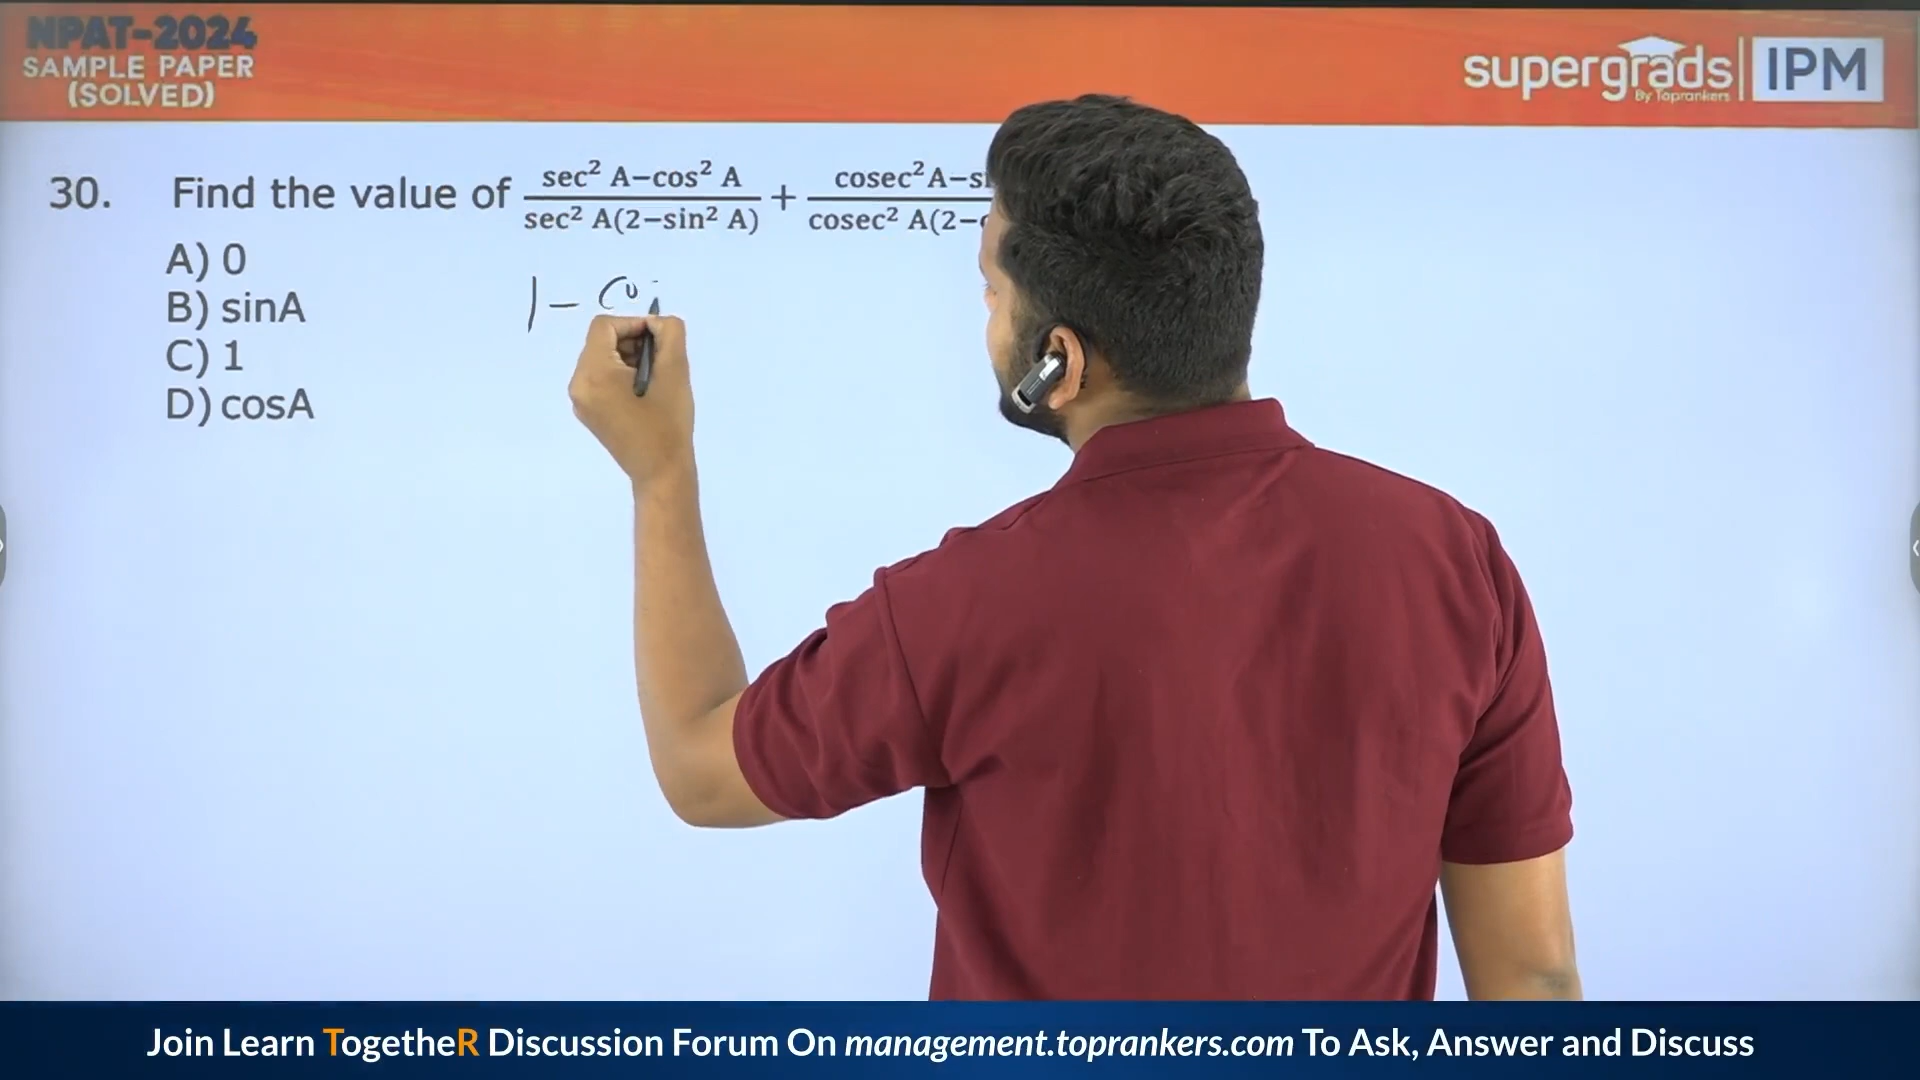 NPAT-2024
SAMPLE PAPER
(SOLVED)
supergrads IPM
By Toprankers
30. Find the value of (sec² A−cos² A)/(sec² A(2−sin² A)) + (cosec²A−si/(cosec² A(2−
A) 0
B) sinA
C) 1
D) cosA
1 −
Join Learn TogetheR Discussion Forum On management.toprankers.com To Ask, Answer and Discuss